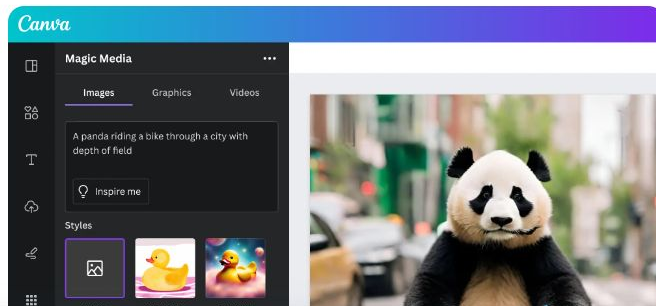 Canva
Magic Media
Images
Graphics
Videos
A panda riding a bike through a city with
depth of field
Inspire me
Styles